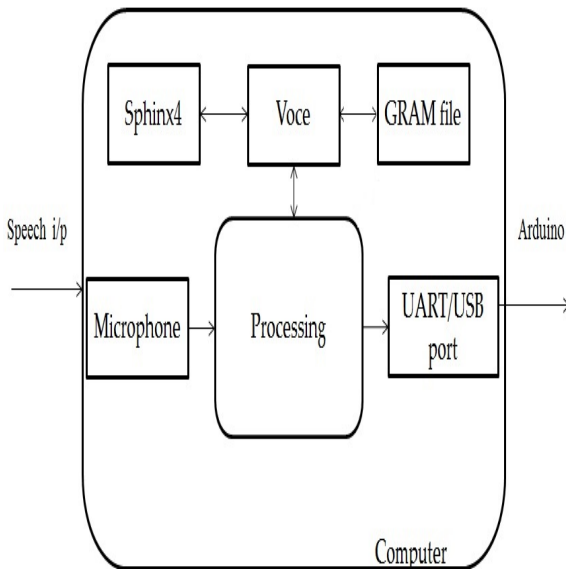 Sphinx4
Voce
GRAM file
Speech i/p
Arduino
Microphone
Processing
UART/USB
port
Computer